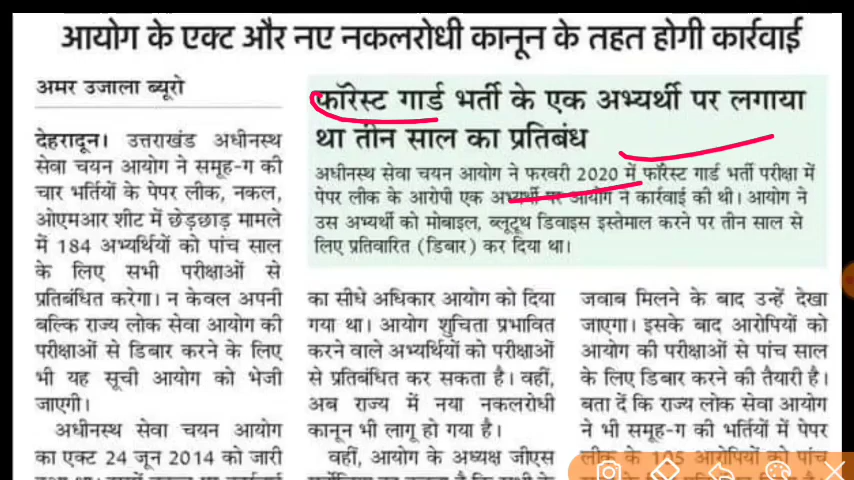 आयोग के एक्ट और नए नकलरोधी कानून के तहत होगी कार्रवाई
अमर उजाला ब्यूरो
देहरादून। उत्तराखंड अधीनस्थ
सेवा चयन आयोग ने समूह-ग की
चार भर्तियों के पेपर लीक, नकल,
ओएमआर शीट में छेड़छाड़ मामले
में 184 अभ्यर्थियों को पांच साल
के लिए सभी परीक्षाओं से
प्रतिबंधित करेगा। न केवल अपनी
बल्कि राज्य लोक सेवा आयोग की
परीक्षाओं से डिबार करने के लिए
भी यह सूची आयोग को भेजी
जाएगी।
अधीनस्थ सेवा चयन आयोग
का एक्ट 24 जून 2014 को जारी
फॉरेस्ट गार्ड भर्ती के एक अभ्यर्थी पर लगाया
था तीन साल का प्रतिबंध
अधीनस्थ सेवा चयन आयोग ने फरवरी 2020 में फॉरेस्ट गार्ड भर्ती परीक्षा में
पेपर लीक के आरोपी एक अभ्यर्थी पर आयोग ने कार्रवाई की थी। आयोग ने
उस अभ्यर्थी को मोबाइल, ब्लूटूथ डिवाइस इस्तेमाल करने पर तीन साल से
लिए प्रतिवारित (डिबार) कर दिया था।
का सीधे अधिकार आयोग को दिया
गया था। आयोग शुचिता प्रभावित
करने वाले अभ्यर्थियों को परीक्षाओं
से प्रतिबंधित कर सकता है। वहीं,
अब राज्य में नया नकलरोधी
कानून भी लागू हो गया है।
वहीं, आयोग के अध्यक्ष जीएस
जवाब मिलने के बाद उन्हें देखा
जाएगा। इसके बाद आरोपियों को
आयोग की परीक्षाओं से पांच साल
के लिए डिबार करने की तैयारी है।
बता दें कि राज्य लोक सेवा आयोग
ने भी समूह-ग की भर्तियों में पेपर
लीक के 105 आरोपियों को पांच